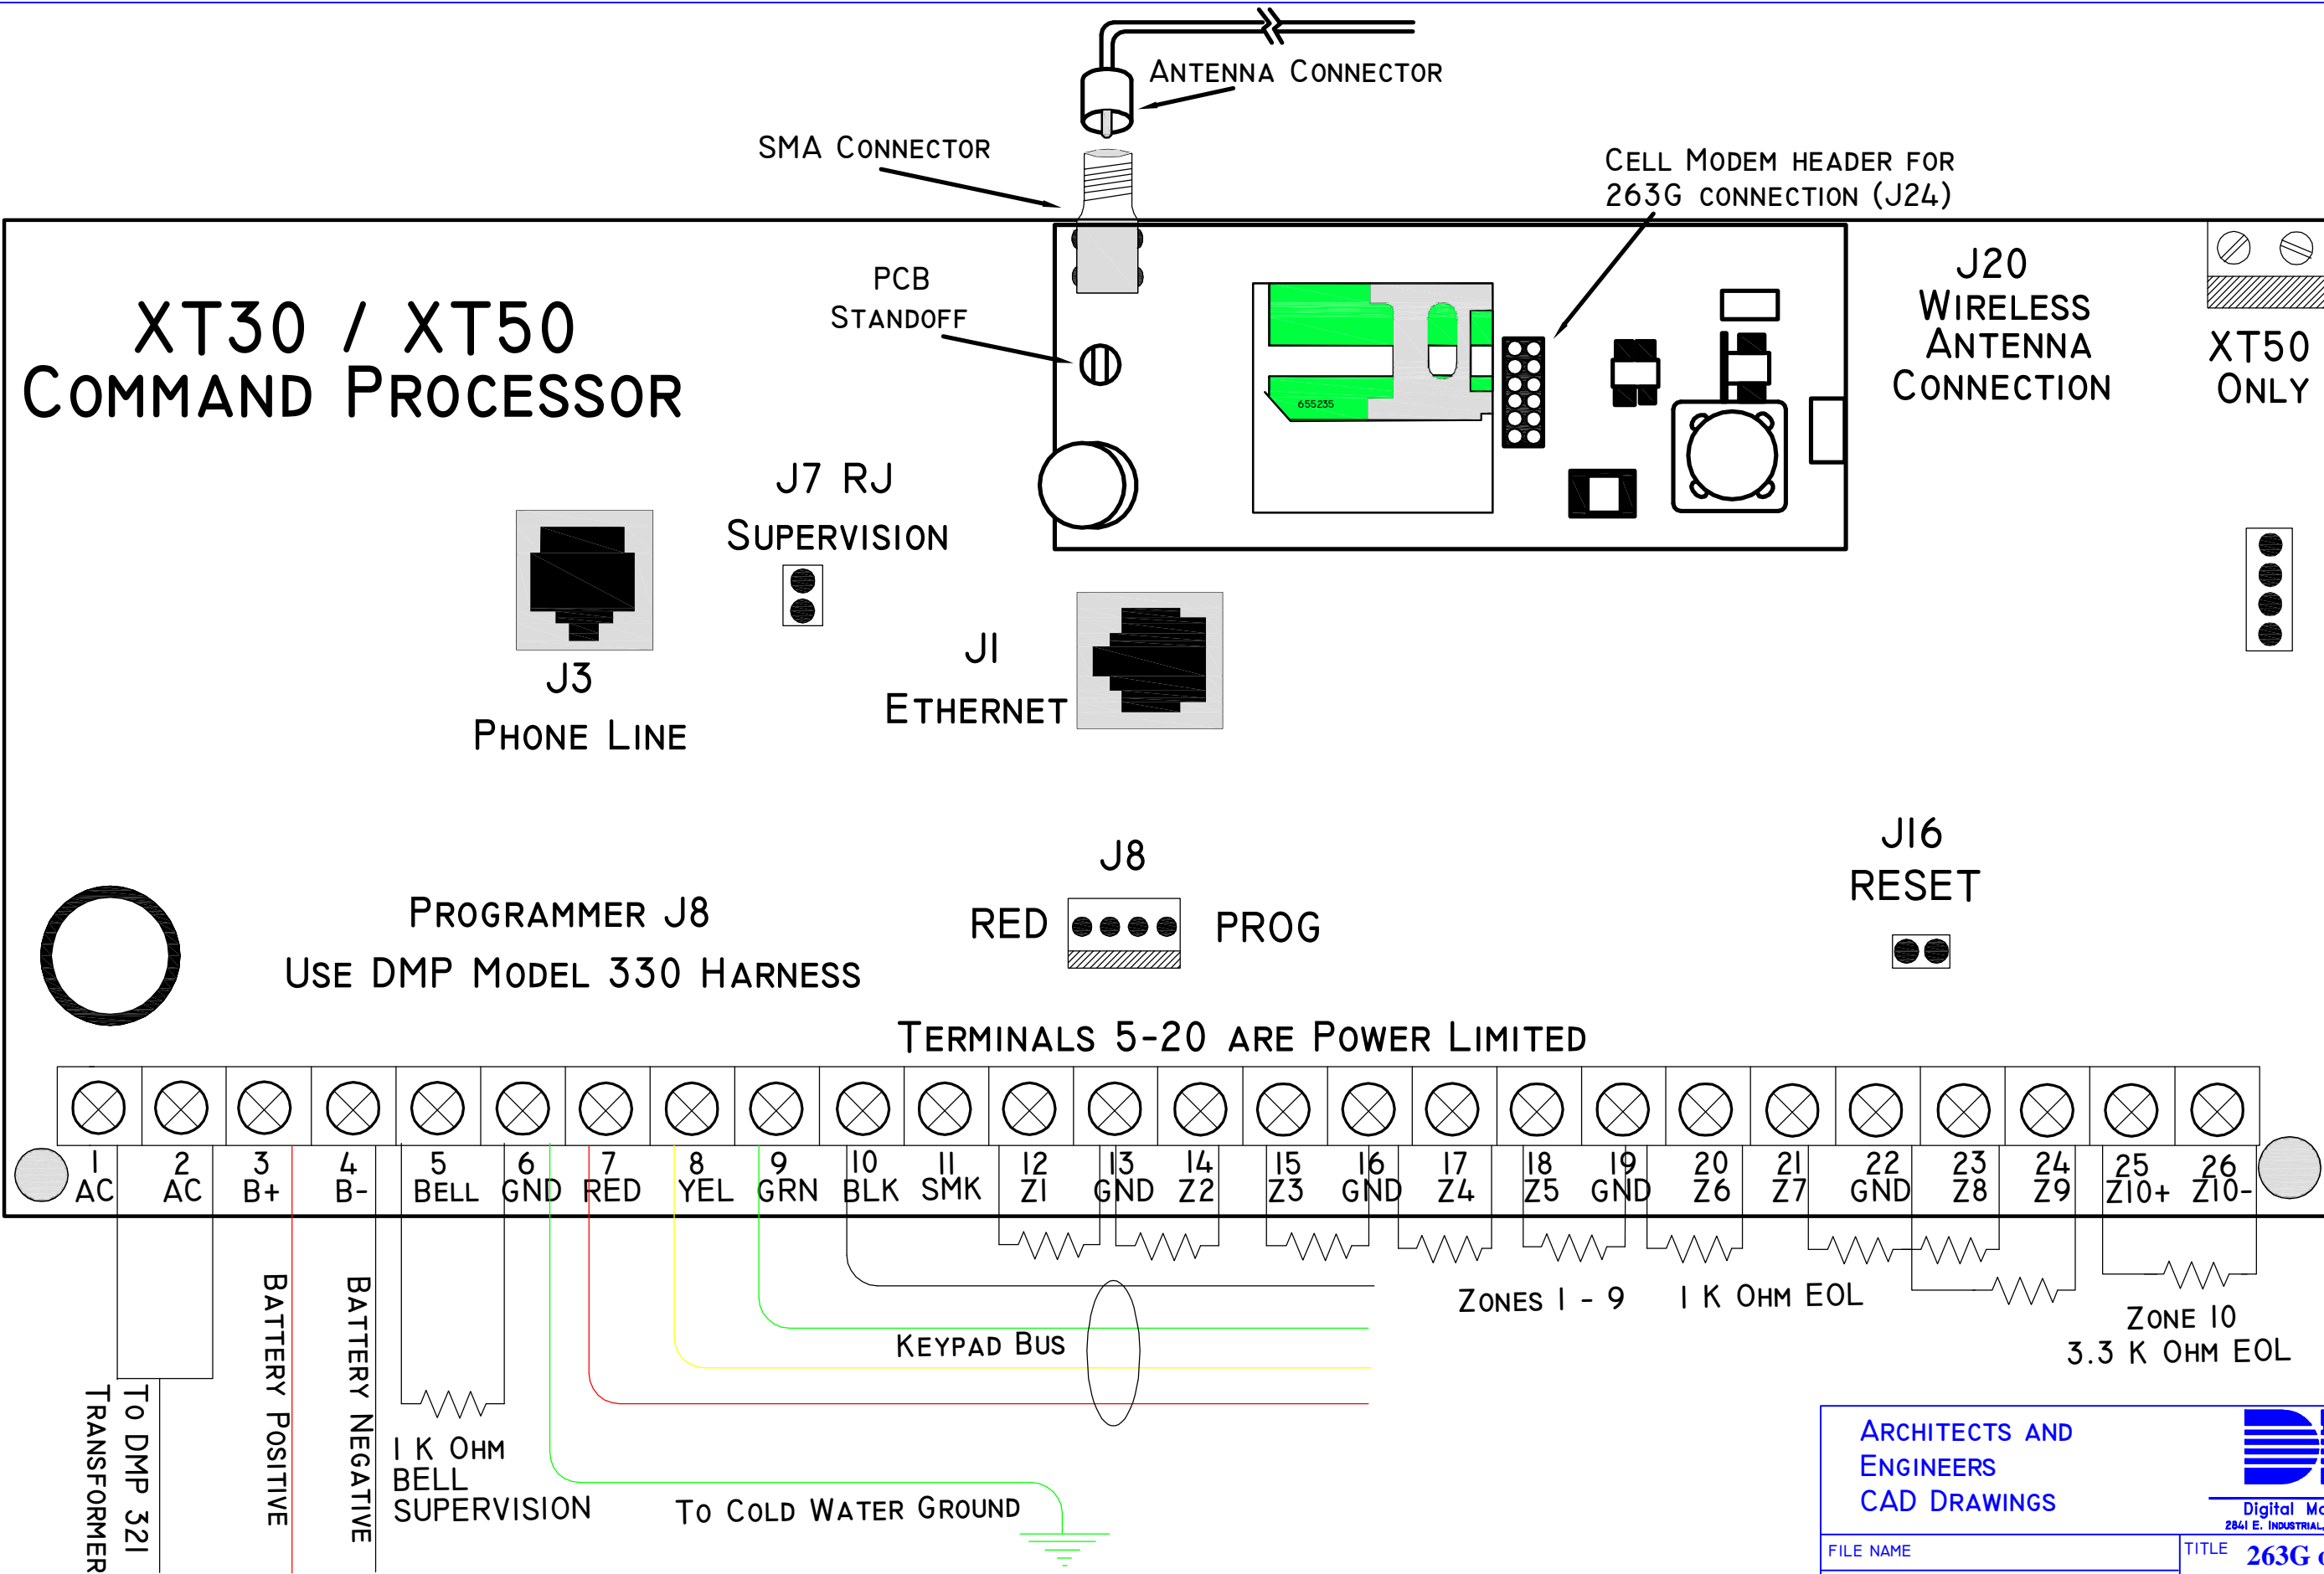 ANTENNA CONNECTOR
SMA CONNECTOR
CELL MODEM HEADER FOR
263G CONNECTION (J24)
PCB
STANDOFF
XT30 / XT50
COMMAND PROCESSOR
655235
J20
WIRELESS
ANTENNA
CONNECTION
XT50
ONLY
J7 RJ
SUPERVISION
J3
PHONE LINE
J1
ETHERNET
J8
RED
PROG
J16
RESET
PROGRAMMER J8
USE DMP MODEL 330 HARNESS
TERMINALS 5-20 ARE POWER LIMITED
1 2 3 4 5 6 7 8 9 10 11 12 13 14 15 16 17 18 19 20 21 22 23 24 25 26
AC AC B+ B- BELL GND RED YEL GRN BLK SMK Z1 GND Z2 Z3 GND Z4 Z5 GND Z6 Z7 GND Z8 Z9 Z10+ Z10-
TO DMP 321
TRANSFORMER
BATTERY POSITIVE
BATTERY NEGATIVE
1 K OHM
BELL
SUPERVISION
KEYPAD BUS
TO COLD WATER GROUND
ZONES 1 - 9 1 K OHM EOL
ZONE 10
3.3 K OHM EOL
ARCHITECTS AND
ENGINEERS
CAD DRAWINGS
Digital
2841 E. INDUSTRIAL,
FILE NAME
TITLE 263G